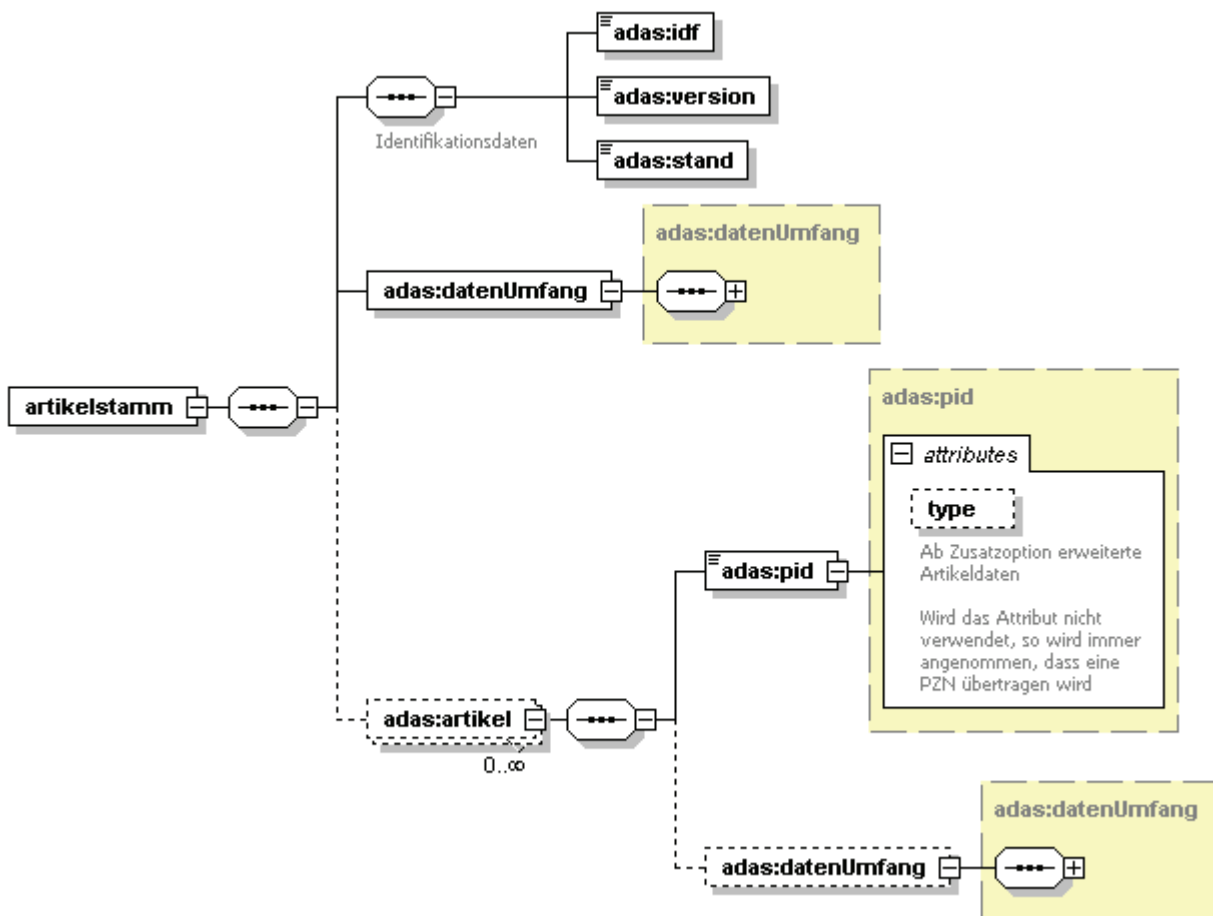 adas:idf
adas:version
Identifikationsdaten
adas:stand
adas:datenUmfang
adas:datenUmfang
artikelstamm
adas:pid
attributes
type
Ab Zusatzoption erweiterte
Artikeldaten
Wird das Attribut nicht
verwendet, so wird immer
angenommen, dass eine
PZN übertragen wird
adas:pid
adas:artikel
0..∞
adas:datenUmfang
adas:datenUmfang